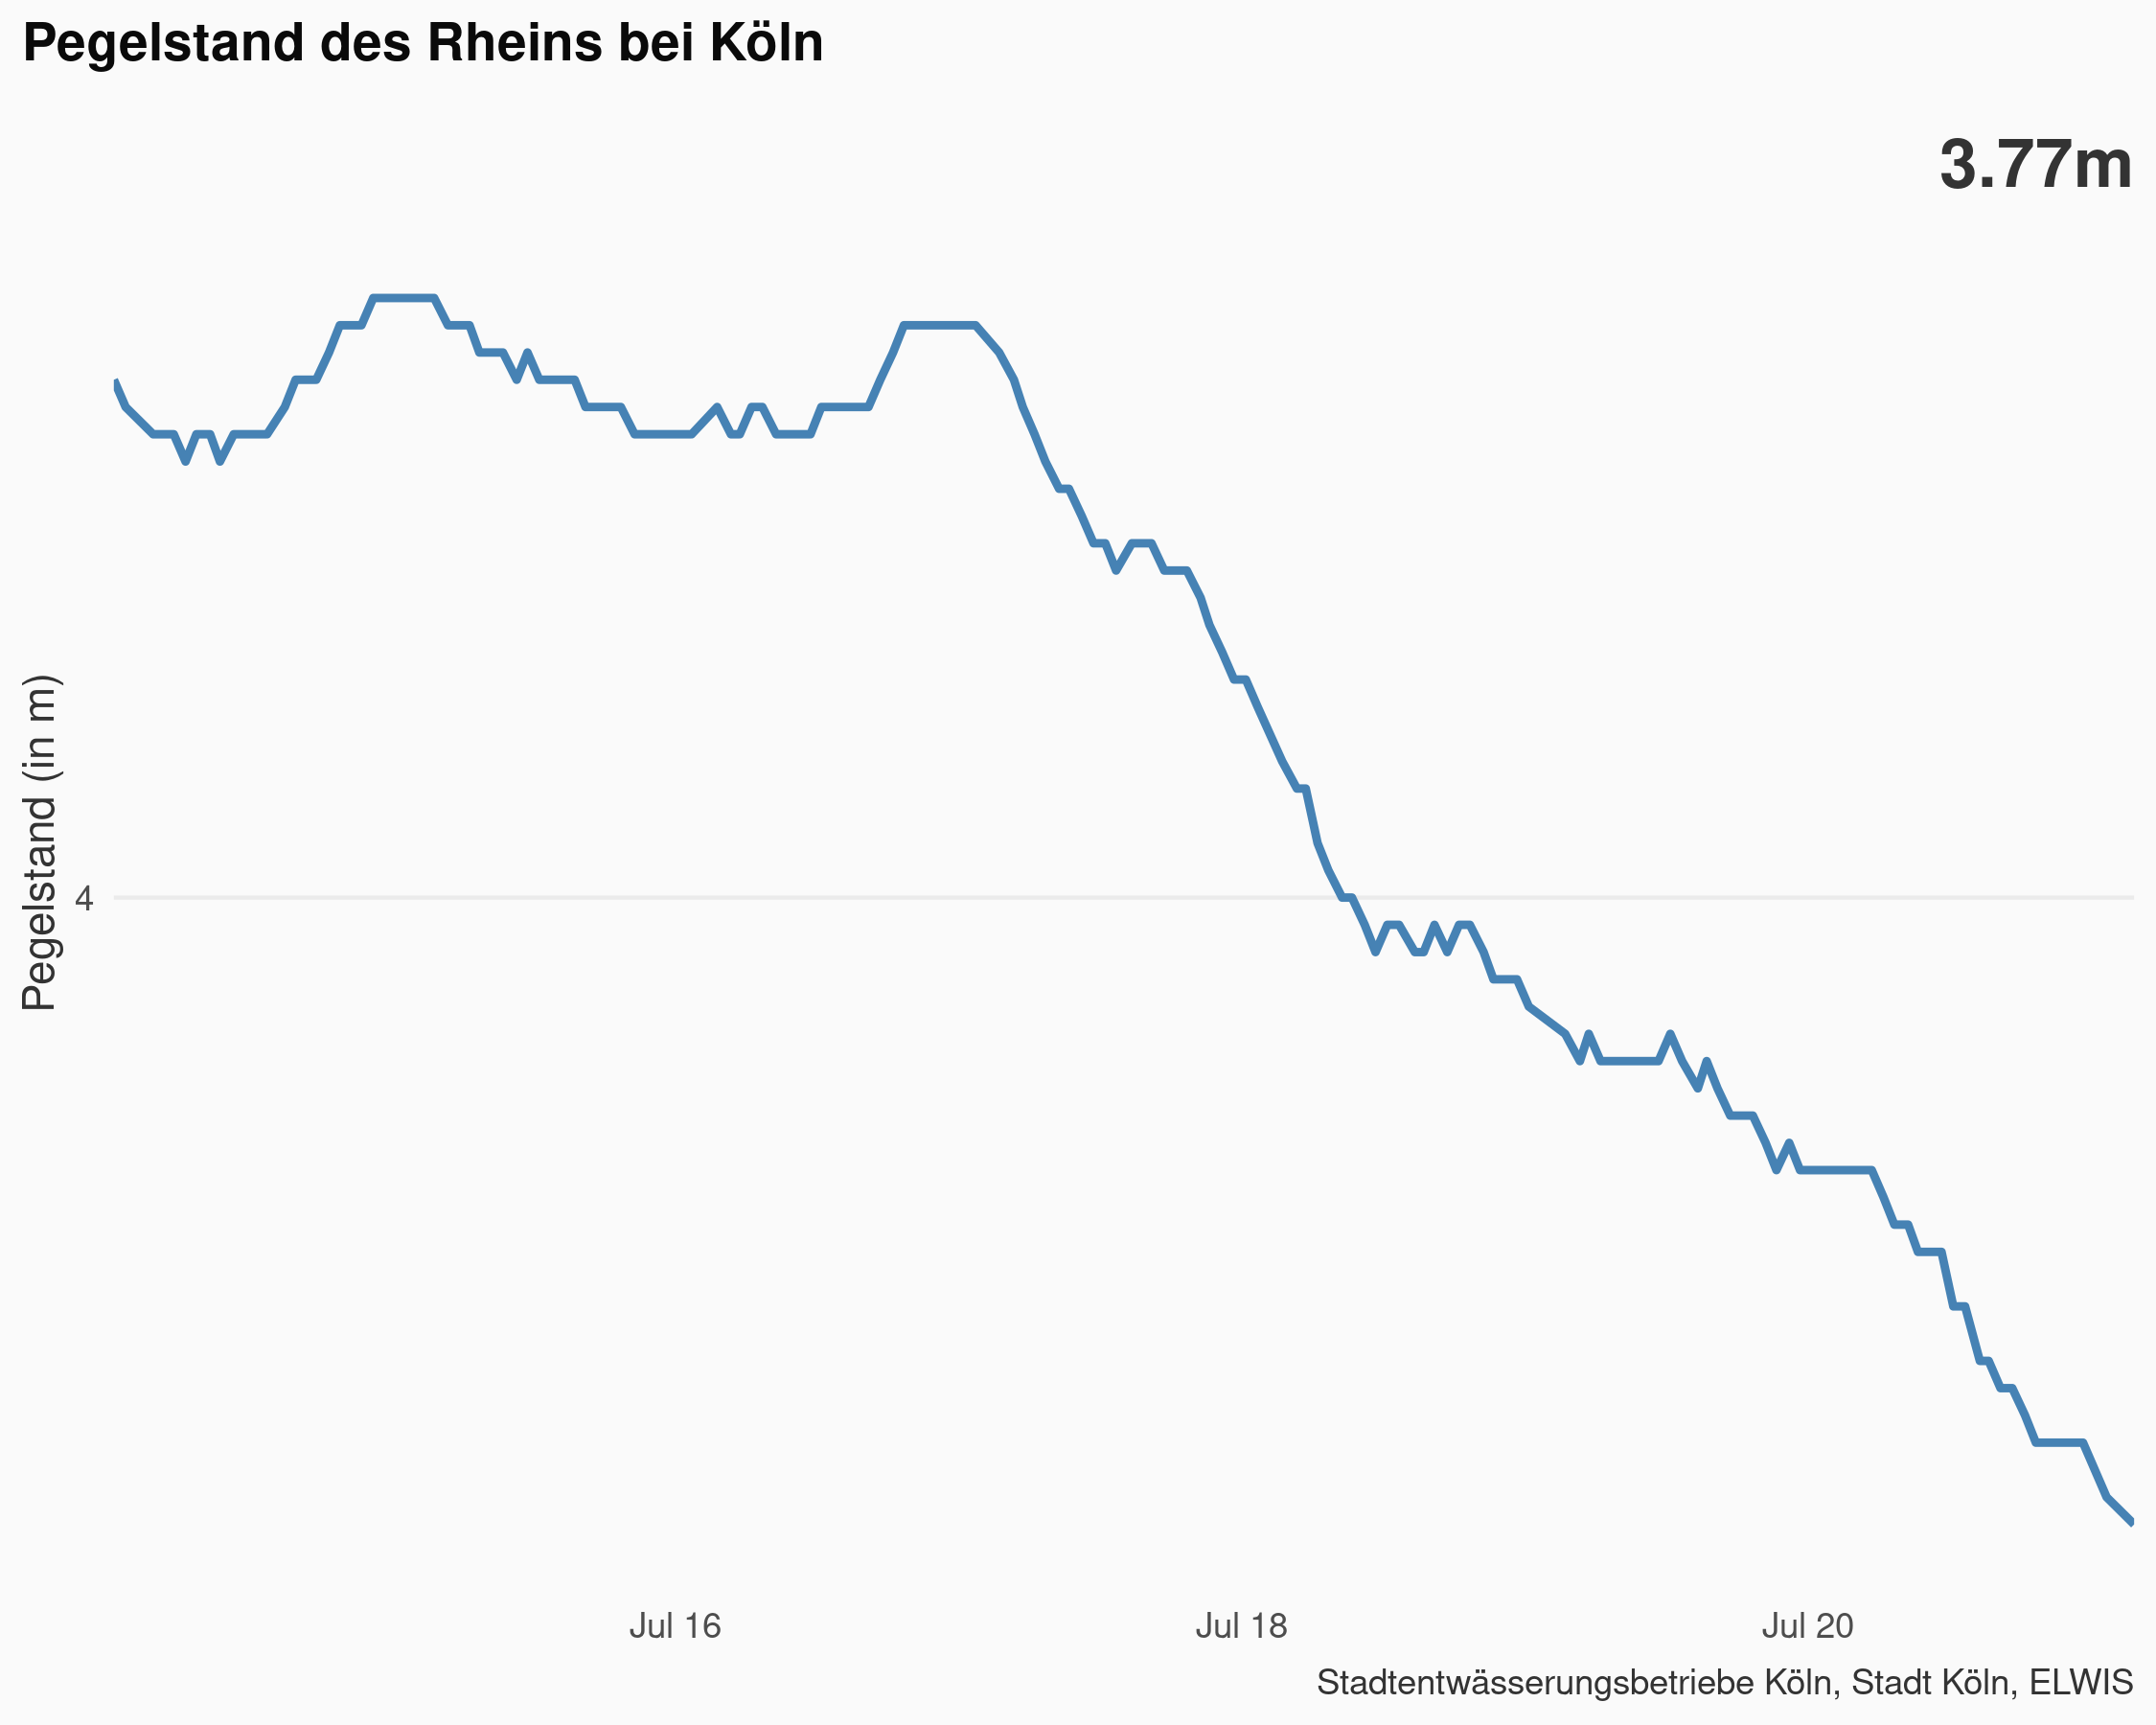 Pegelstand des Rheins bei Köln
3.77m
Pegelstand (in m)
4
Jul 16
Jul 18
Jul 20
Stadtentwässerungsbetriebe Köln, Stadt Köln, ELWIS